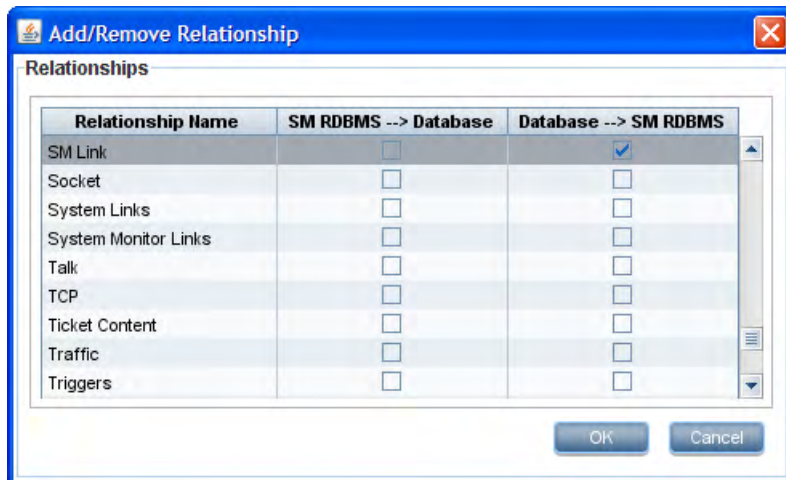 Add/Remove Relationship
Relationships
Relationship Name SM RDBMS --> Database Database --> SM RDBMS
SM Link
Socket
System Links
System Monitor Links
Talk
TCP
Ticket Content
Traffic
Triggers
OK Cancel